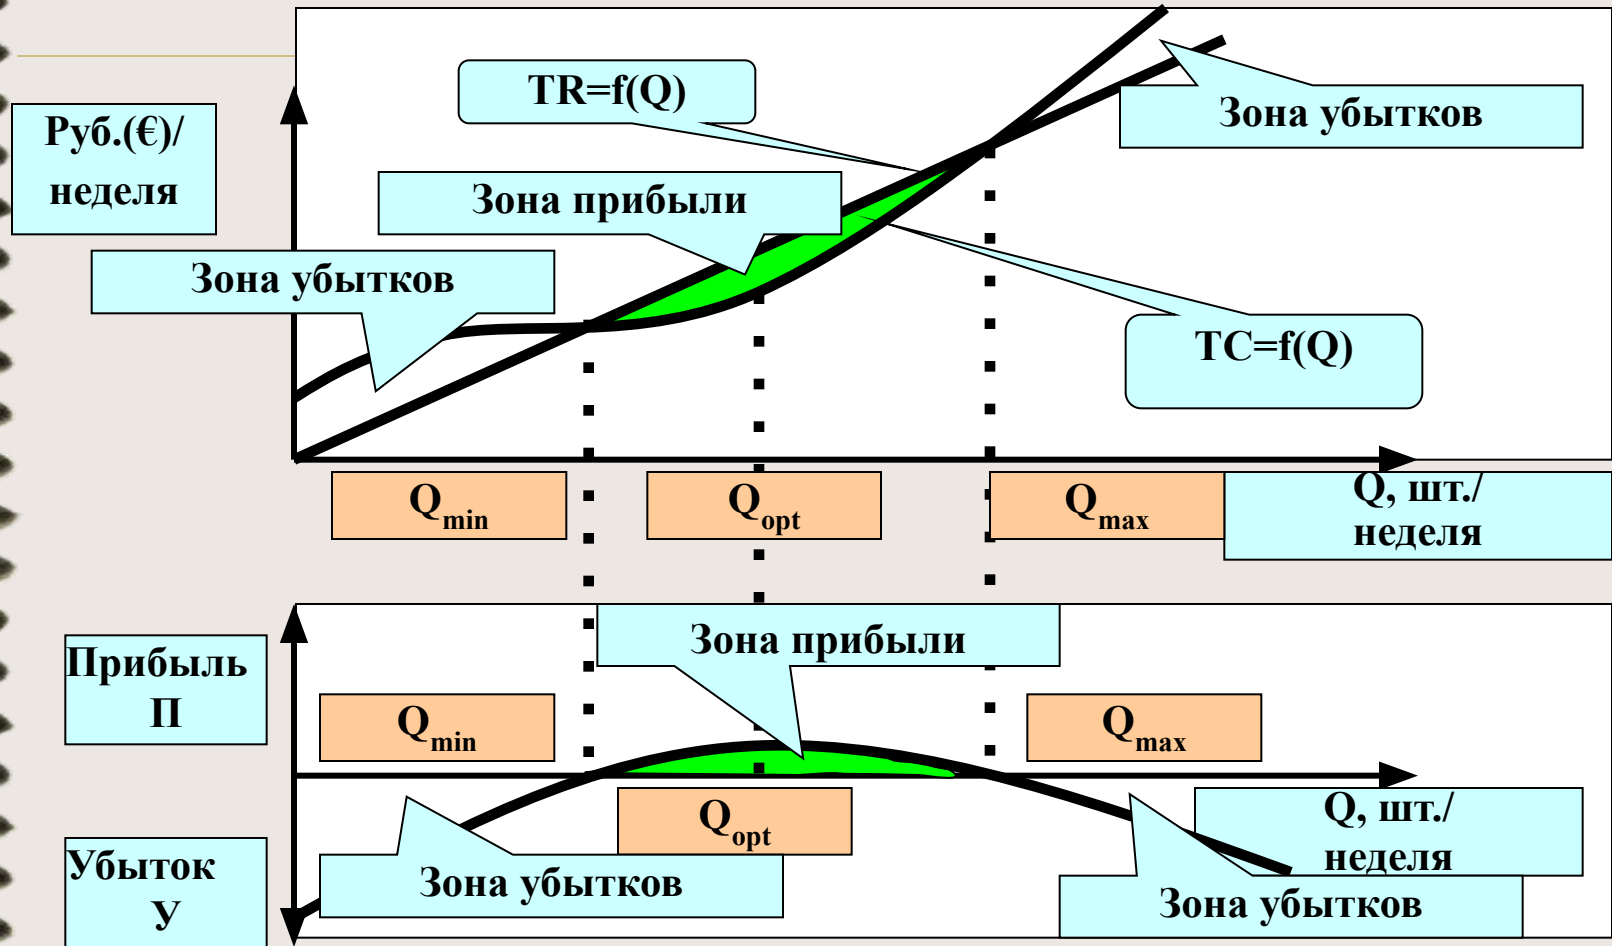 TR=f(Q)
Зона убытков
Руб.(€)/
неделя
Зона прибыли
Зона убытков
TC=f(Q)
Qmin
Qopt
Qmax
Q, шт./
неделя
Зона прибыли
Прибыль
П
Qmin
Qmax
Qopt
Q, шт./
неделя
Убыток
У
Зона убытков
Зона убытков